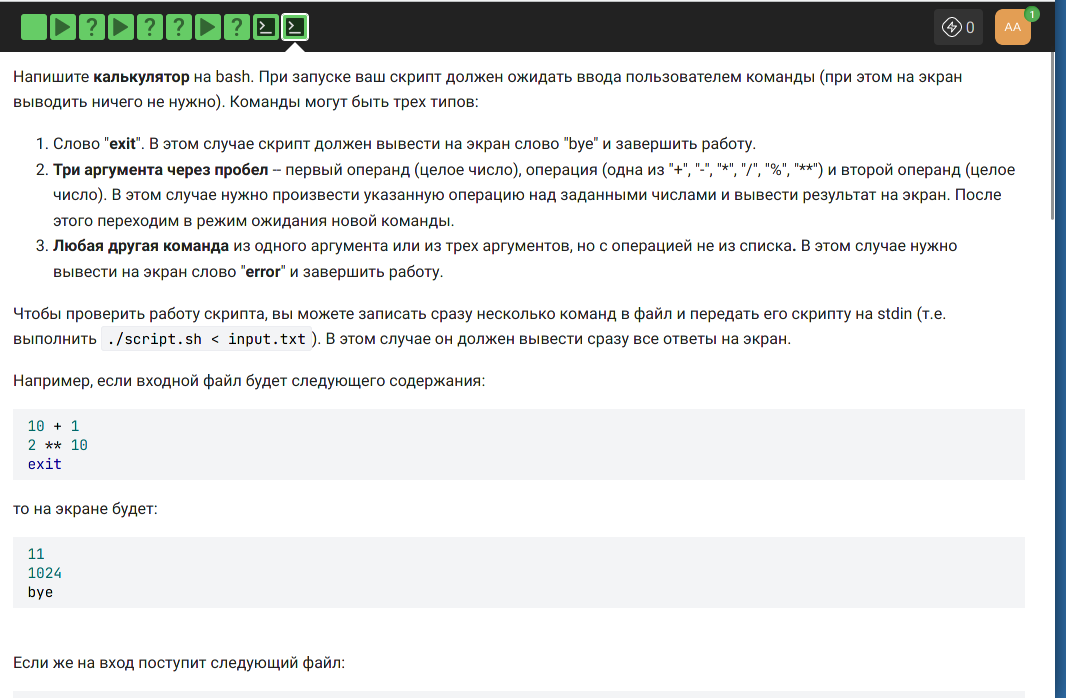 ? ? ? ?
0
AA
1
Напишите калькулятор на bash. При запуске ваш скрипт должен ожидать ввода пользователем команды (при этом на экран
выводить ничего не нужно). Команды могут быть трех типов:
1. Слово "exit". В этом случае скрипт должен вывести на экран слово "bye" и завершить работу.
2. Три аргумента через пробел -- первый операнд (целое число), операция (одна из "+", "-", "*", "/", "%", "**") и второй операнд (целое
число). В этом случае нужно произвести указанную операцию над заданными числами и вывести результат на экран. После
этого переходим в режим ожидания новой команды.
3. Любая другая команда из одного аргумента или из трех аргументов, но с операцией не из списка. В этом случае нужно
вывести на экран слово "error" и завершить работу.
Чтобы проверить работу скрипта, вы можете записать сразу несколько команд в файл и передать его скрипту на stdin (т.е.
выполнить ./script.sh < input.txt ). В этом случае он должен вывести сразу все ответы на экран.
Например, если входной файл будет следующего содержания:
10 + 1
2 ** 10
exit
то на экране будет:
11
1024
bye
Если же на вход поступит следующий файл: